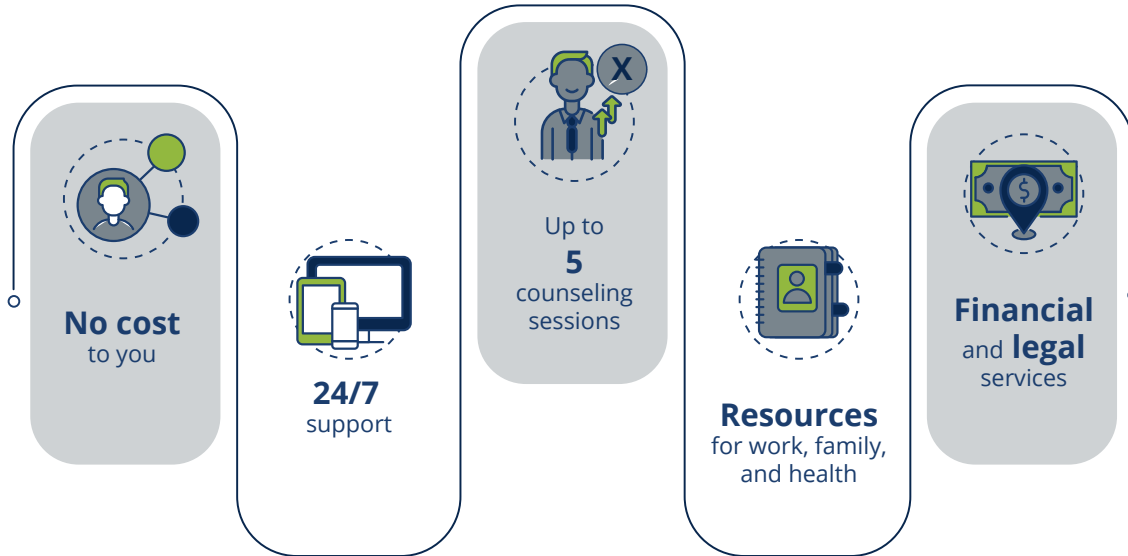 No cost
to you
24/7
support
X
Up to
5
counseling
sessions
Resources
for work, family,
and health
$
Financial
and legal
services